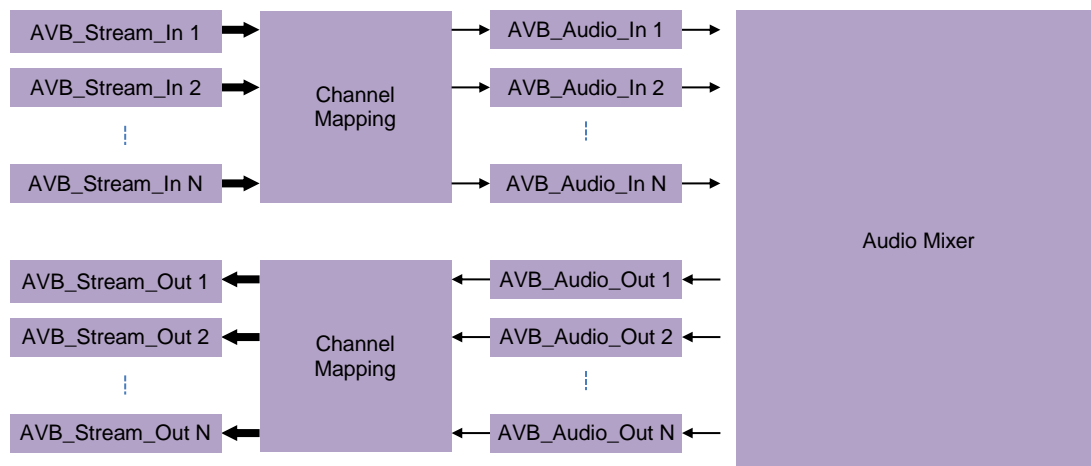 AVB_Stream_In 1
AVB_Stream_In 2
AVB_Stream_In N
Channel
Mapping
AVB_Audio_In 1
AVB_Audio_In 2
AVB_Audio_In N
Audio Mixer
AVB_Stream_Out 1
AVB_Stream_Out 2
AVB_Stream_Out N
Channel
Mapping
AVB_Audio_Out 1
AVB_Audio_Out 2
AVB_Audio_Out N